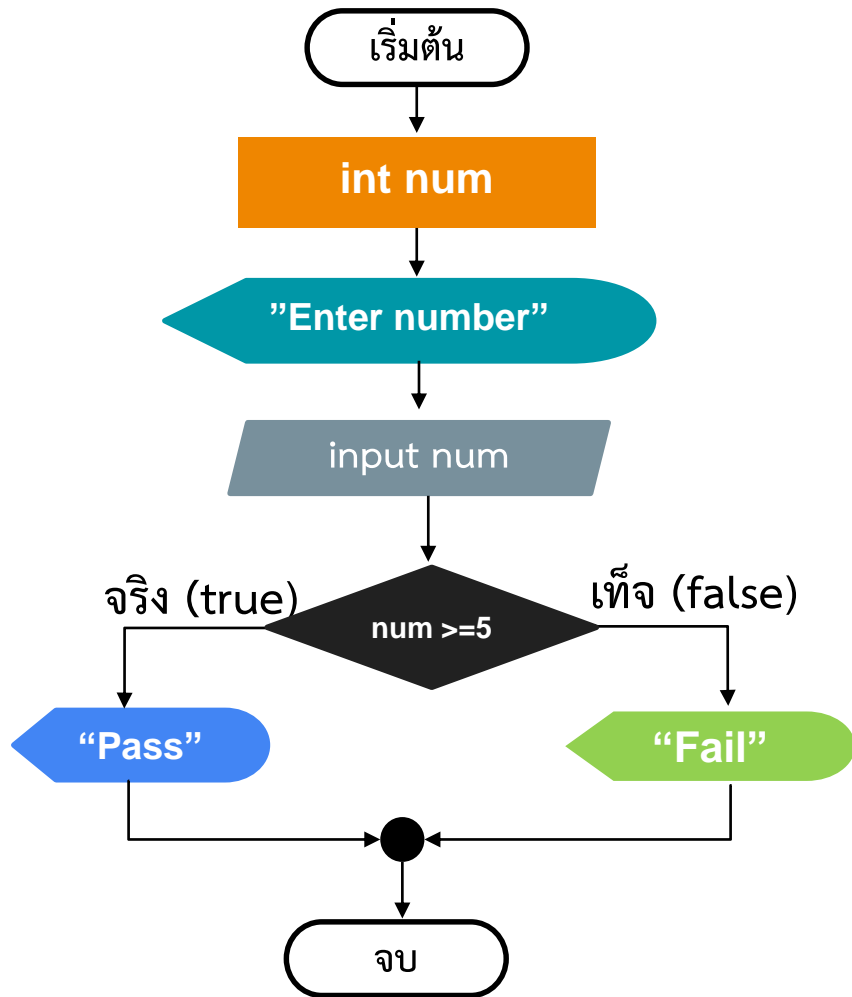 เริ่มต้น
int num
”Enter number”
input num
จริง (true)
เท็จ (false)
num >=5
“Pass”
“Fail”
จบ